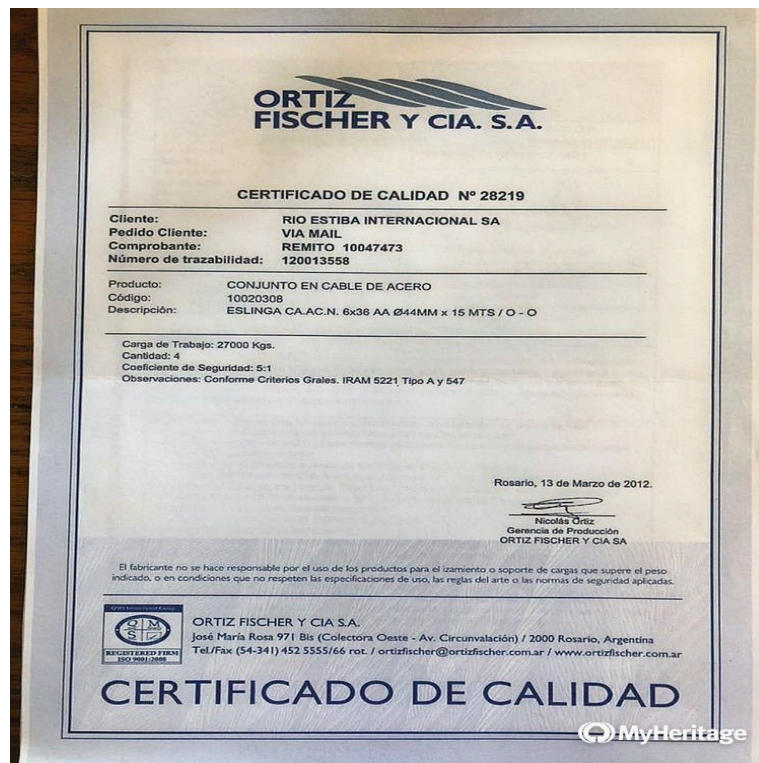 ORTIZ
FISCHER Y CIA. S.A.
CERTIFICADO DE CALIDAD Nº 28219
Cliente: RIO ESTIBA INTERNACIONAL SA
Pedido Cliente: VIA MAIL
Comprobante: REMITO 10047473
Número de trazabilidad: 120013558
Producto: CONJUNTO EN CABLE DE ACERO
Código: 10020308
Descripción: ESLINGA CA.AC.N. 6x36 AA Ø44MM x 15 MTS / O - O
Carga de Trabajo: 27000 Kgs.
Cantidad: 4
Coeficiente de Seguridad: 5:1
Observaciones: Conforme Criterios Grales. IRAM 5221 Tipo A y 547
Rosario, 13 de Marzo de 2012.
Nicolás Ortiz
Gerencia de Producción
ORTIZ FISCHER Y CIA SA
El fabricante no se hace responsable por el uso de los productos para el izamiento o soporte de cargas que supere el peso
indicado, o en condiciones que no respeten las especificaciones de uso, las reglas del arte o las normas de seguridad aplicadas.
Q M
S
REGISTERED FIRM
ISO 9001:2008
ORTIZ FISCHER Y CIA S.A.
José María Rosa 971 Bis (Colectora Oeste - Av. Circunvalación) / 2000 Rosario, Argentina
Tel./Fax (54-341) 452 5555/66 rot. / ortizfischer@ortizfischer.com.ar / www.ortizfischer.com.ar
CERTIFICADO DE CALIDAD
MyHeritage